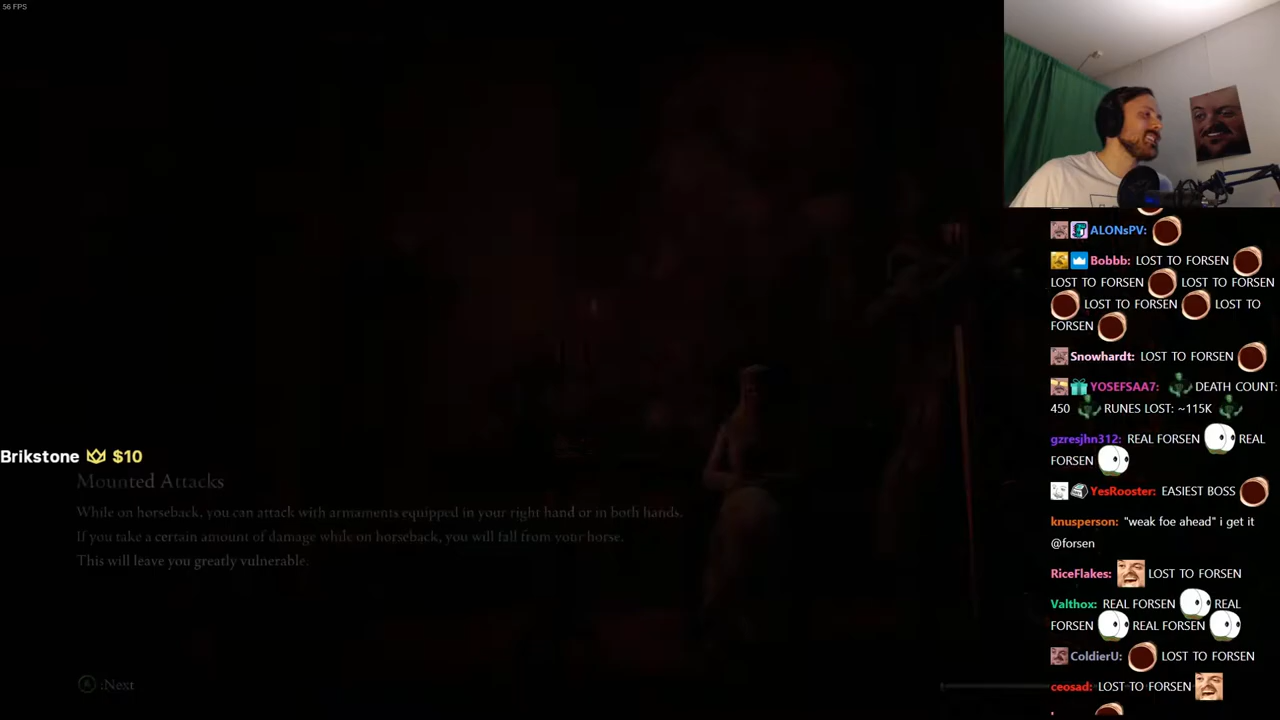 56 FPS
Brikstone $10
Mounted Attacks
While on horseback, you can attack with armaments equipped in your right hand or in both hands.
If you take a certain amount of damage while on horseback, you will fall from your horse.
This will leave you greatly vulnerable.
:Next
ALONsPV:
Bobbb: LOST TO FORSEN
LOST TO FORSEN LOST TO FORSEN
LOST TO FORSEN LOST TO
FORSEN
Snowhardt: LOST TO FORSEN
YOSEFSAA7: DEATH COUNT:
450 RUNES LOST: ~115K
gzresjhn312: REAL FORSEN REAL
FORSEN
YesRooster: EASIEST BOSS
knusperson: "weak foe ahead" i get it
@forsen
RiceFlakes: LOST TO FORSEN
Valthox: REAL FORSEN REAL
FORSEN REAL FORSEN
ColdierU: LOST TO FORSEN
ceosad: LOST TO FORSEN